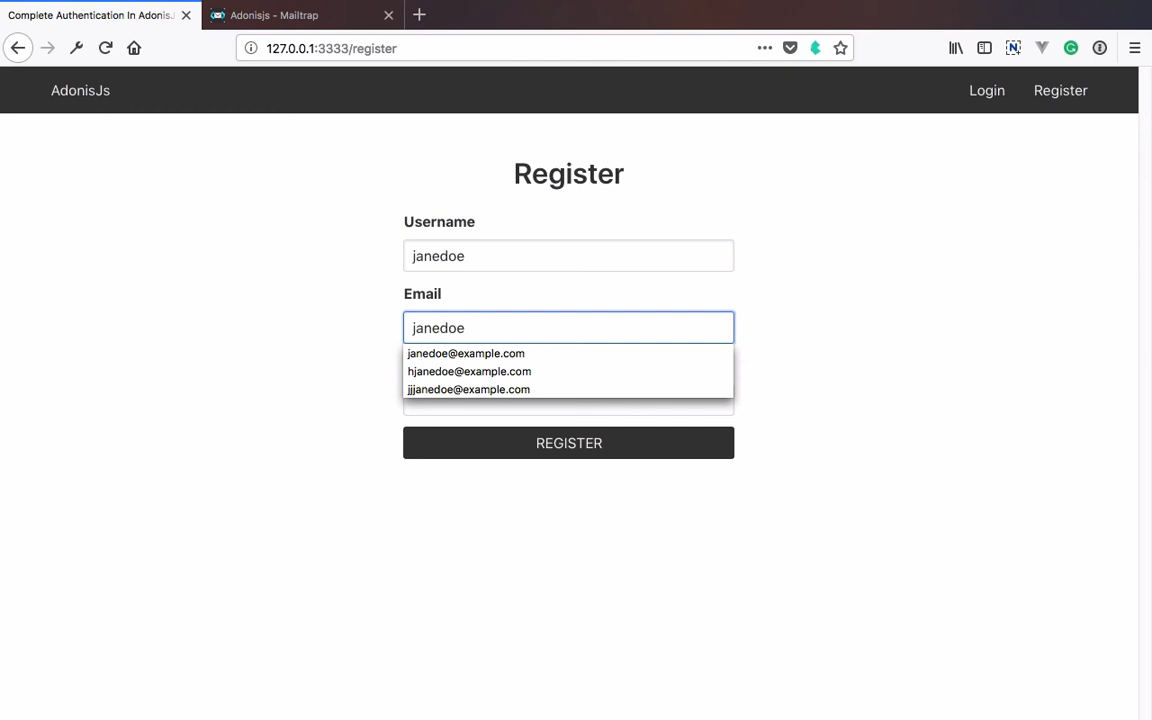 Complete Authentication In AdonisJ
Adonisjs - Mailtrap
127.0.0.1:3333/register
AdonisJs
Login
Register
Register
Username
janedoe
Email
janedoe
janedoe@example.com
hjanedoe@example.com
jjjanedoe@example.com
REGISTER